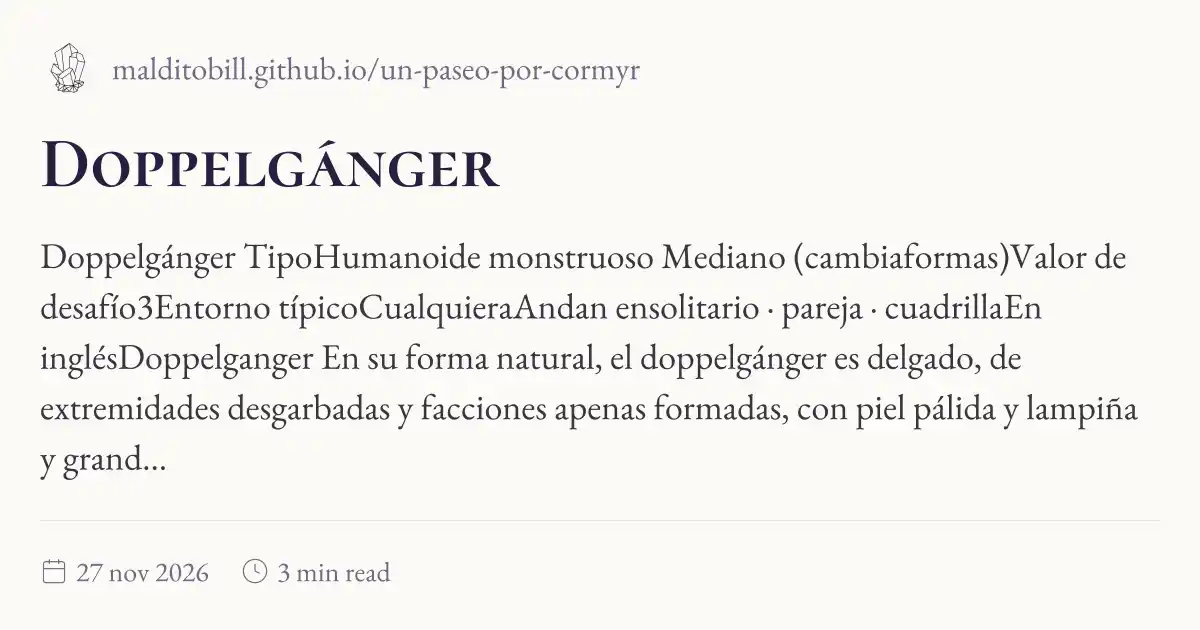 malditobill.github.io/un-paseo-por-cormyr
Doppelgánger
Doppelgánger TipoHumanoide monstruoso Mediano (cambiaformas)Valor de
desafío3Entorno típicoCualquieraAndan ensolitario · pareja · cuadrillaEn
inglésDoppelganger En su forma natural, el doppelgánger es delgado, de
extremidades desgarbadas y facciones apenas formadas, con piel pálida y lampiña
y grand...
27 nov 2026
3 min read